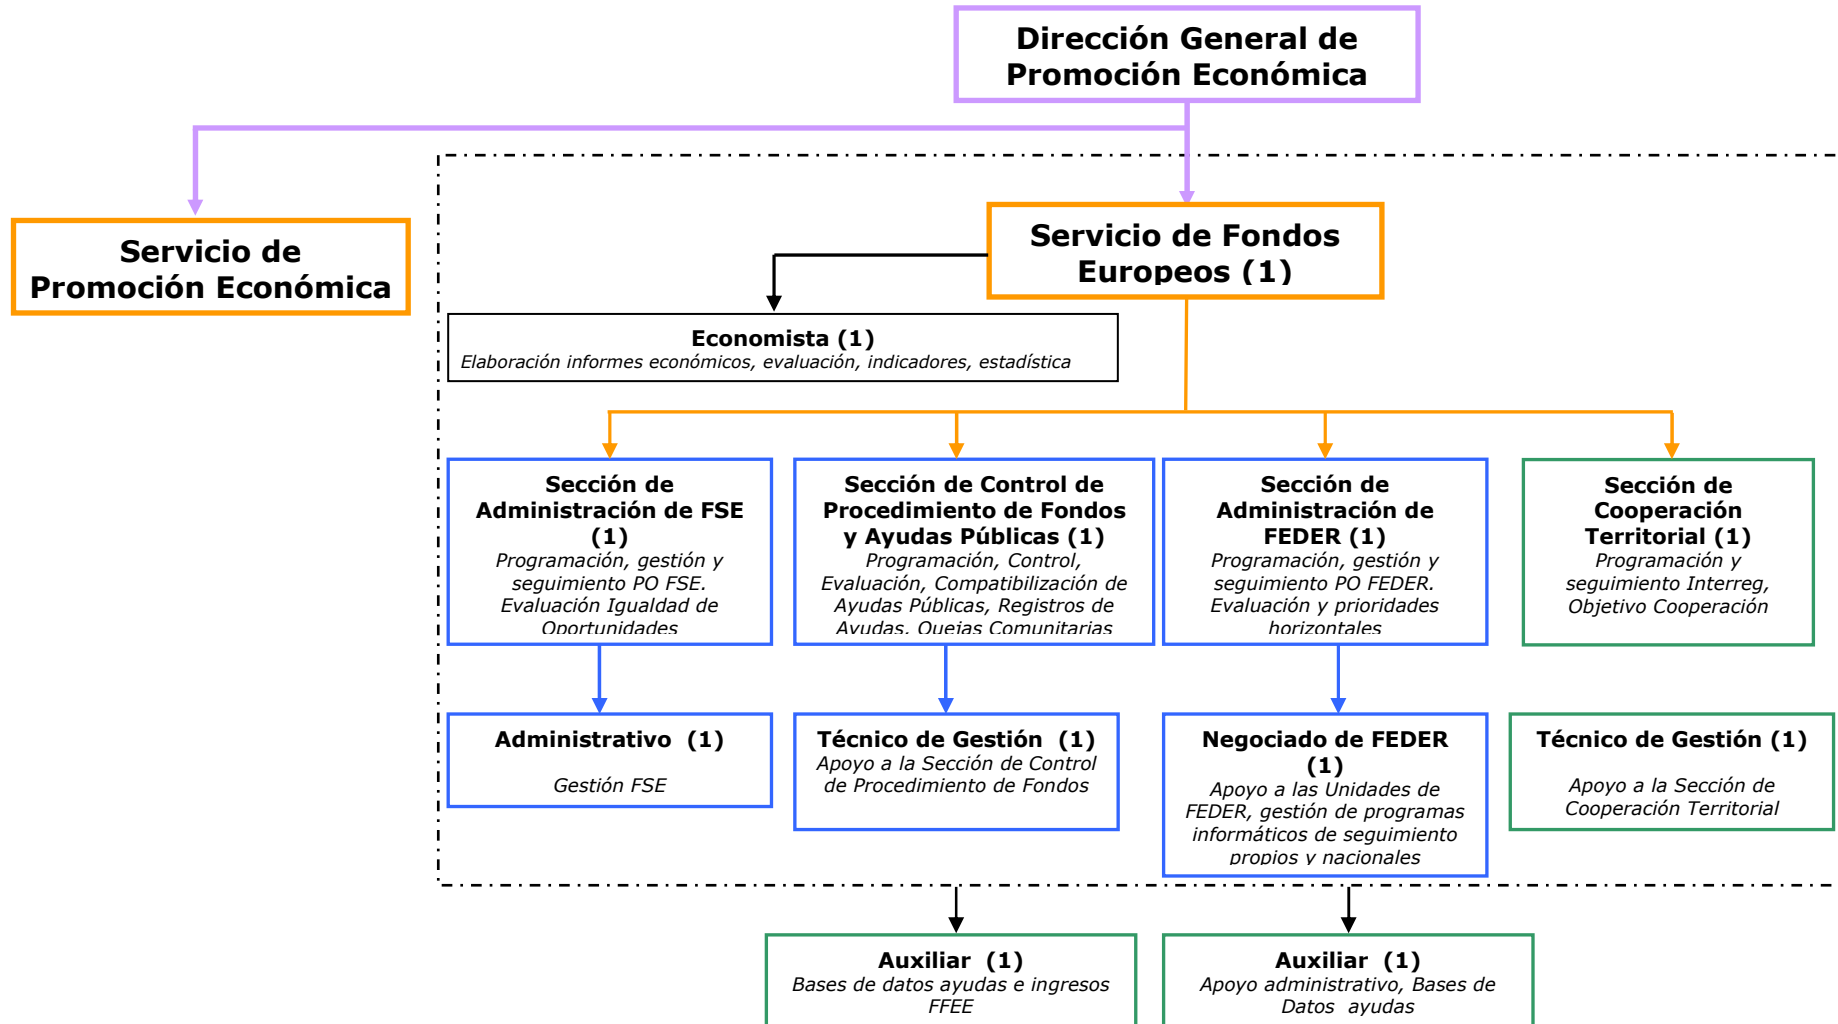 Dirección General de
Promoción Económica
Servicio de
Promoción Económica
Servicio de Fondos
Europeos (1)
Economista (1)
Elaboración informes económicos, evaluación, indicadores, estadística
Sección de
Administración de FSE
(1)
Programación, gestión y
seguimiento PO FSE.
Evaluación Igualdad de
Oportunidades
Sección de Control de
Procedimiento de Fondos
y Ayudas Públicas (1)
Programación, Control,
Evaluación, Compatibilización de
Ayudas Públicas, Registros de
Ayudas, Quejas Comunitarias
Sección de
Administración de
FEDER (1)
Programación, gestión y
seguimiento PO FEDER.
Evaluación y prioridades
horizontales
Sección de
Cooperación
Territorial (1)
Programación y
seguimiento Interreg,
Objetivo Cooperación
Administrativo (1)
Gestión FSE
Técnico de Gestión (1)
Apoyo a la Sección de Control
de Procedimiento de Fondos
Negociado de FEDER
(1)
Apoyo a las Unidades de
FEDER, gestión de programas
informáticos de seguimiento
propios y nacionales
Técnico de Gestión (1)
Apoyo a la Sección de
Cooperación Territorial
Auxiliar (1)
Bases de datos ayudas e ingresos
FFEE
Auxiliar (1)
Apoyo administrativo, Bases de
Datos ayudas